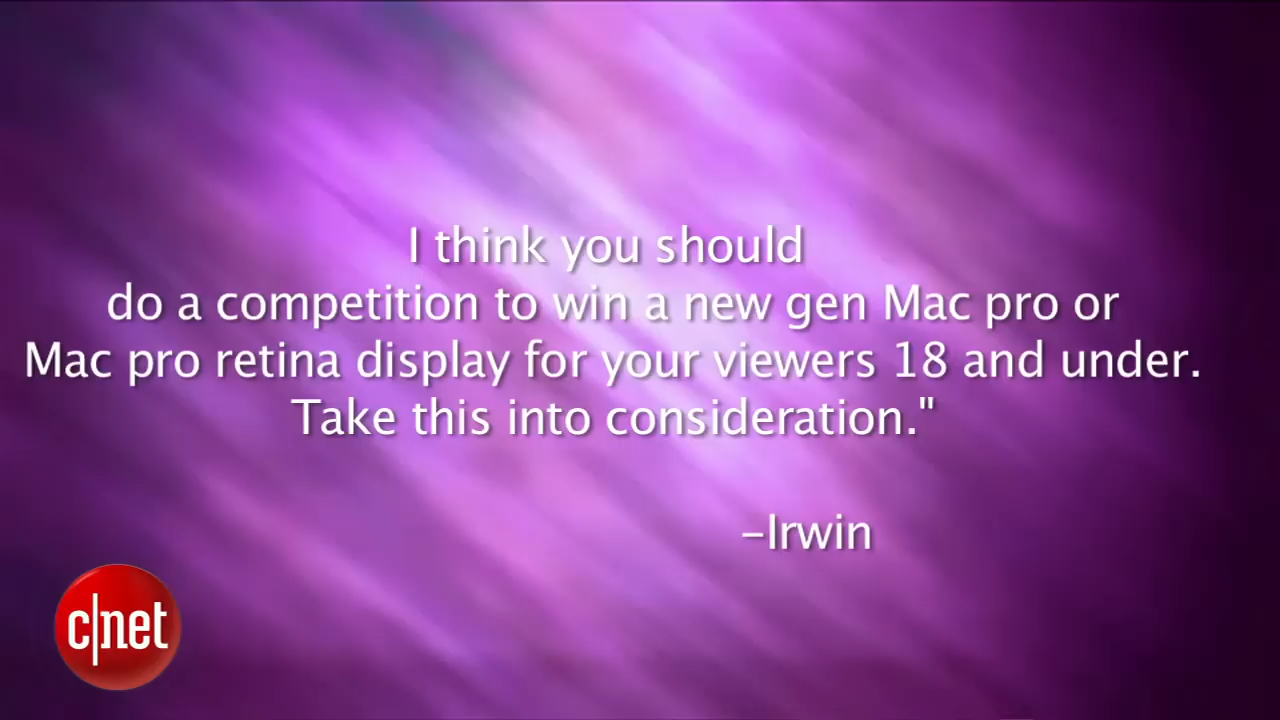 I think you should
do a competition to win a new gen Mac pro or
Mac pro retina display for your viewers 18 and under.
Take this into consideration."
-Irwin
c|net